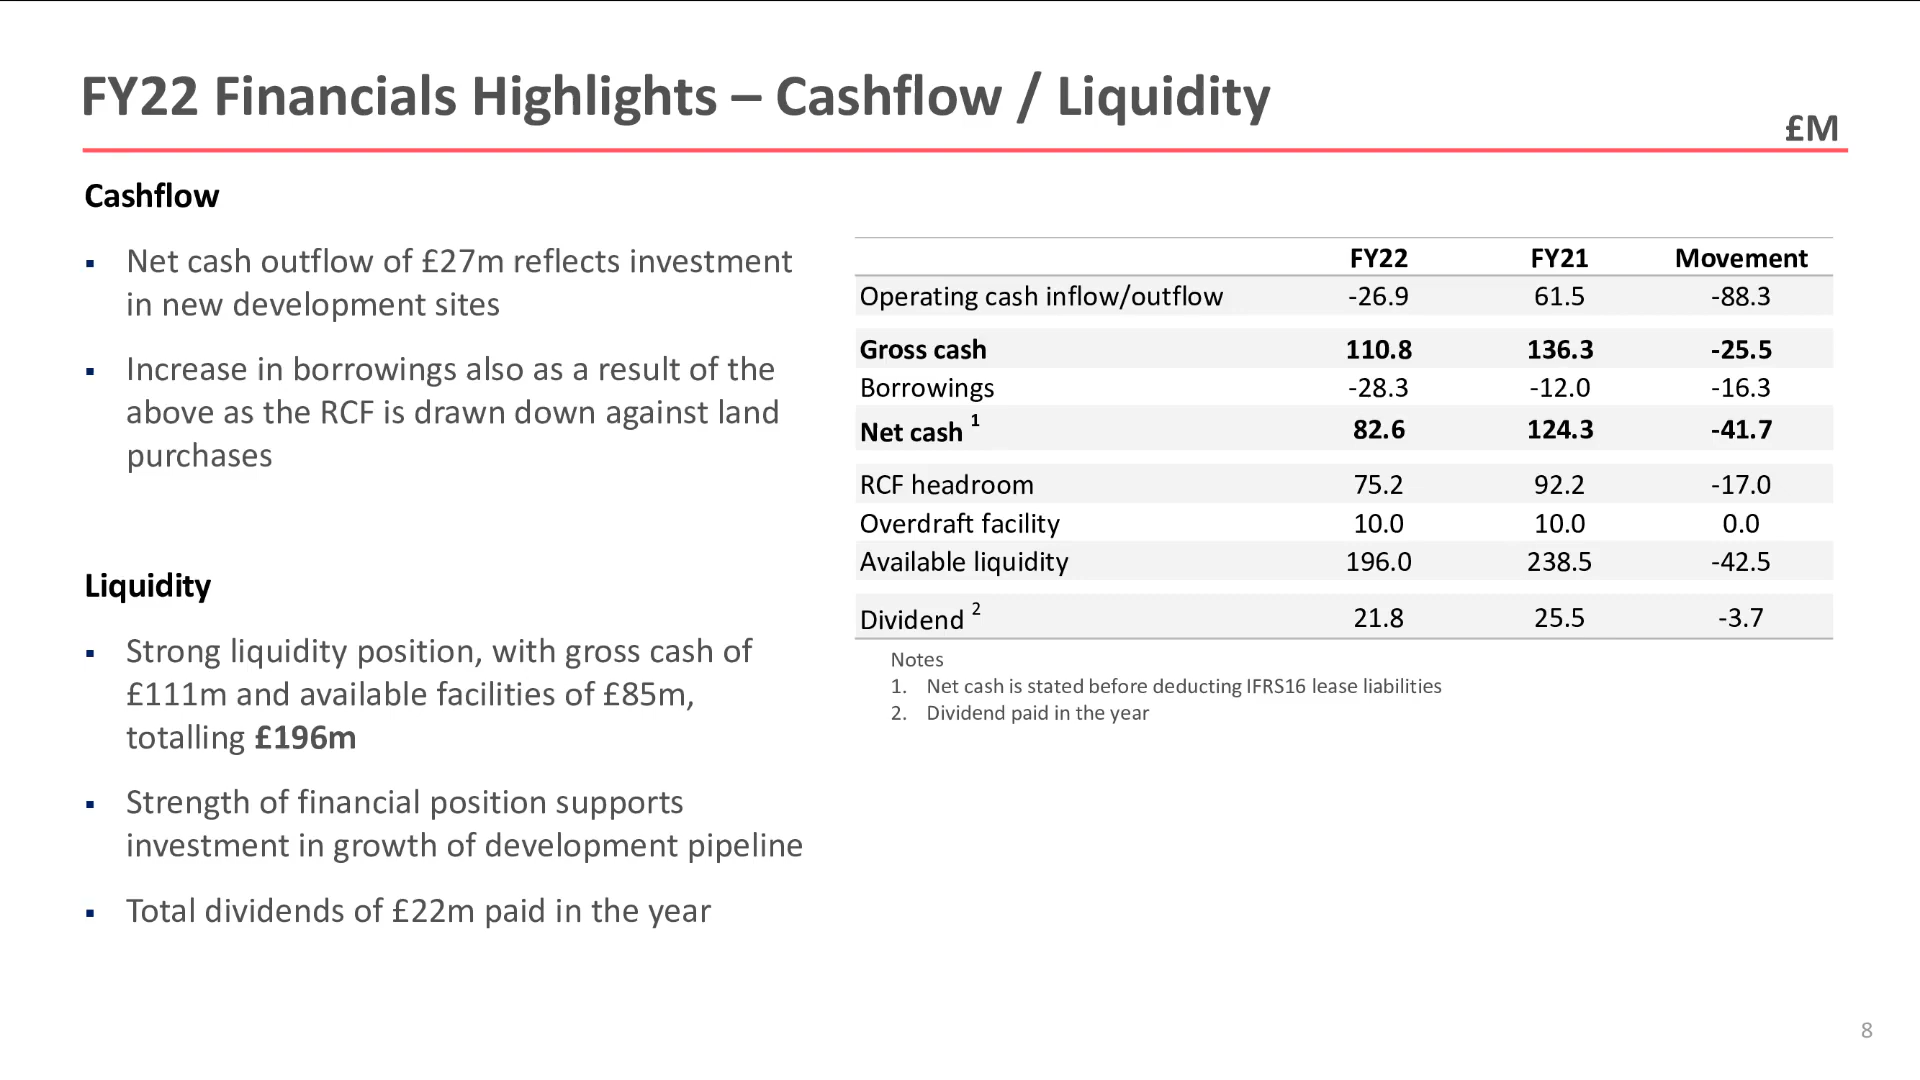 FY22 Financials Highlights – Cashflow / Liquidity
£M
Cashflow
▪ Net cash outflow of £27m reflects investment
in new development sites
▪ Increase in borrowings also as a result of the
above as the RCF is drawn down against land
purchases
Liquidity
▪ Strong liquidity position, with gross cash of
£111m and available facilities of £85m,
totalling £196m
▪ Strength of financial position supports
investment in growth of development pipeline
▪ Total dividends of £22m paid in the year
FY22 FY21 Movement
Operating cash inflow/outflow -26.9 61.5 -88.3
Gross cash 110.8 136.3 -25.5
Borrowings -28.3 -12.0 -16.3
Net cash 1 82.6 124.3 -41.7
RCF headroom 75.2 92.2 -17.0
Overdraft facility 10.0 10.0 0.0
Available liquidity 196.0 238.5 -42.5
Dividend 2 21.8 25.5 -3.7
Notes
1. Net cash is stated before deducting IFRS16 lease liabilities
2. Dividend paid in the year
8